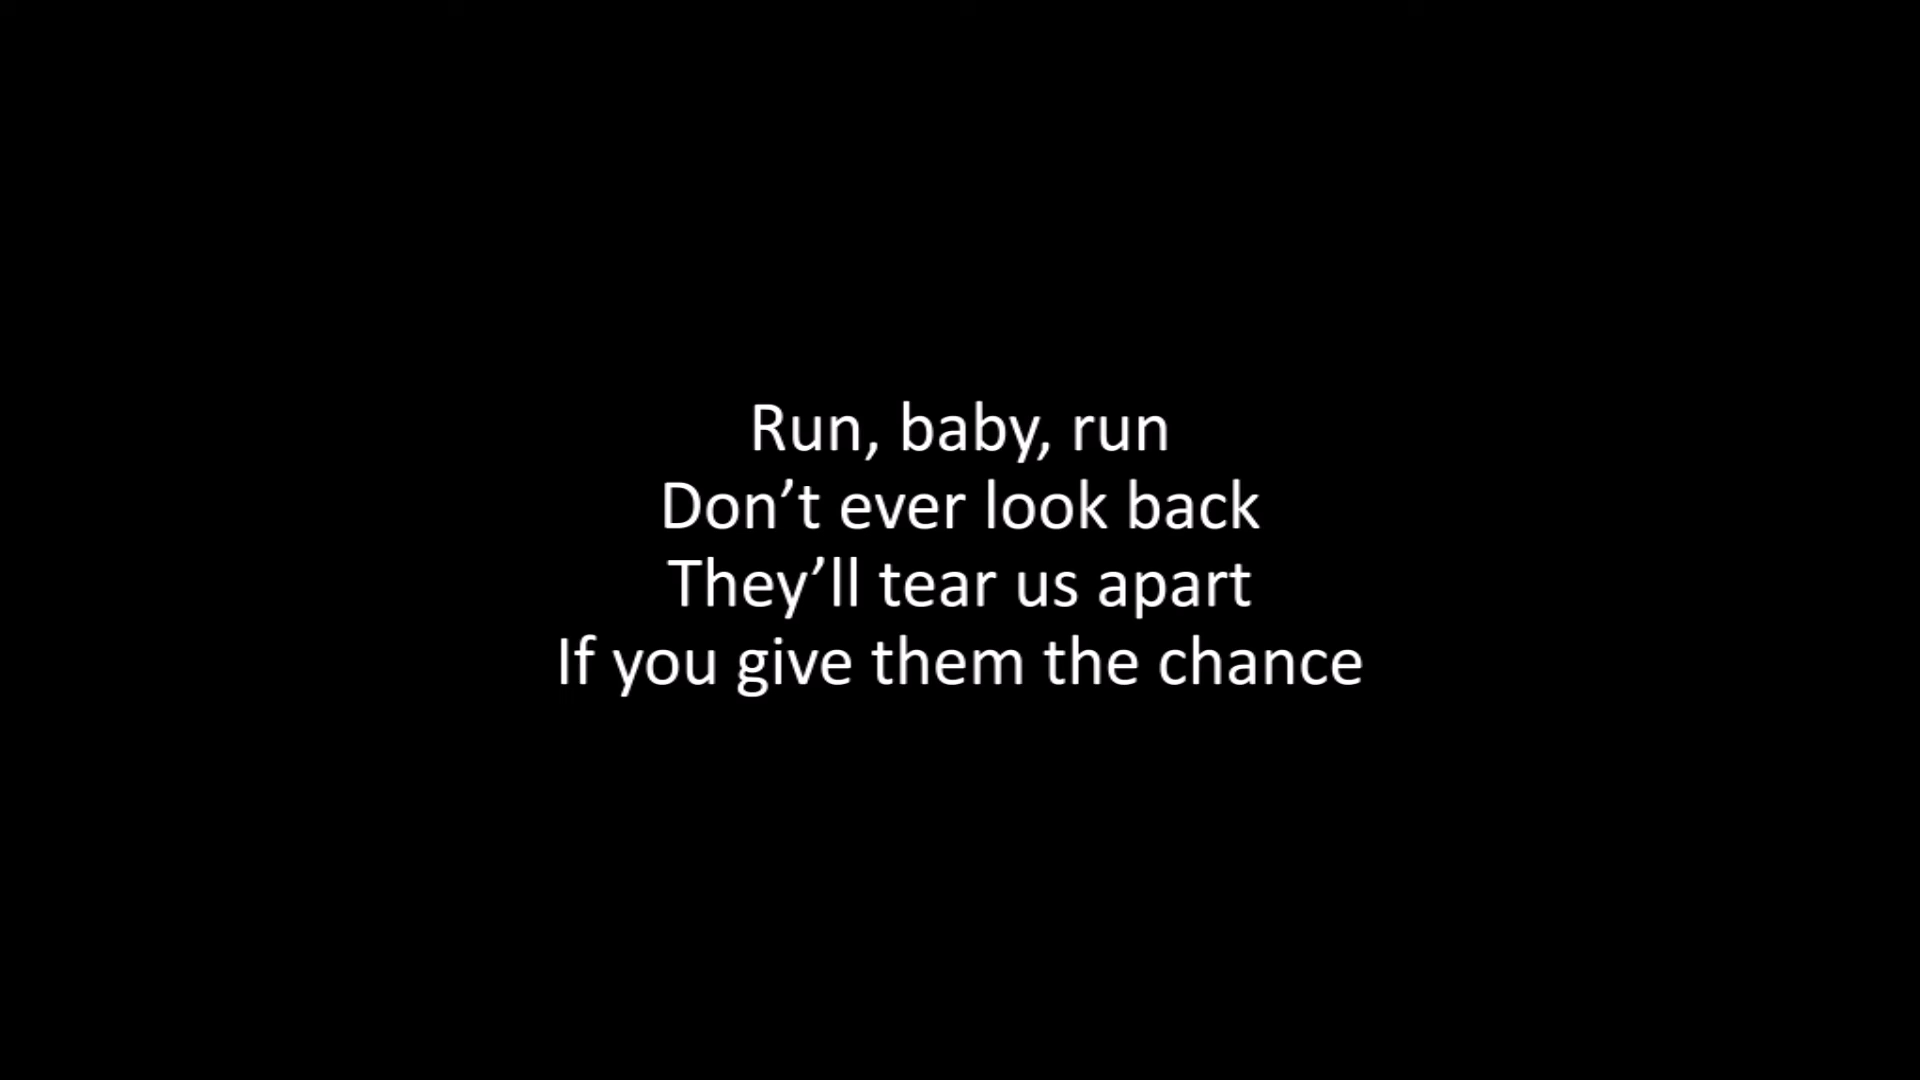 Run, baby, run
Don’t ever look back
They’ll tear us apart
If you give them the chance